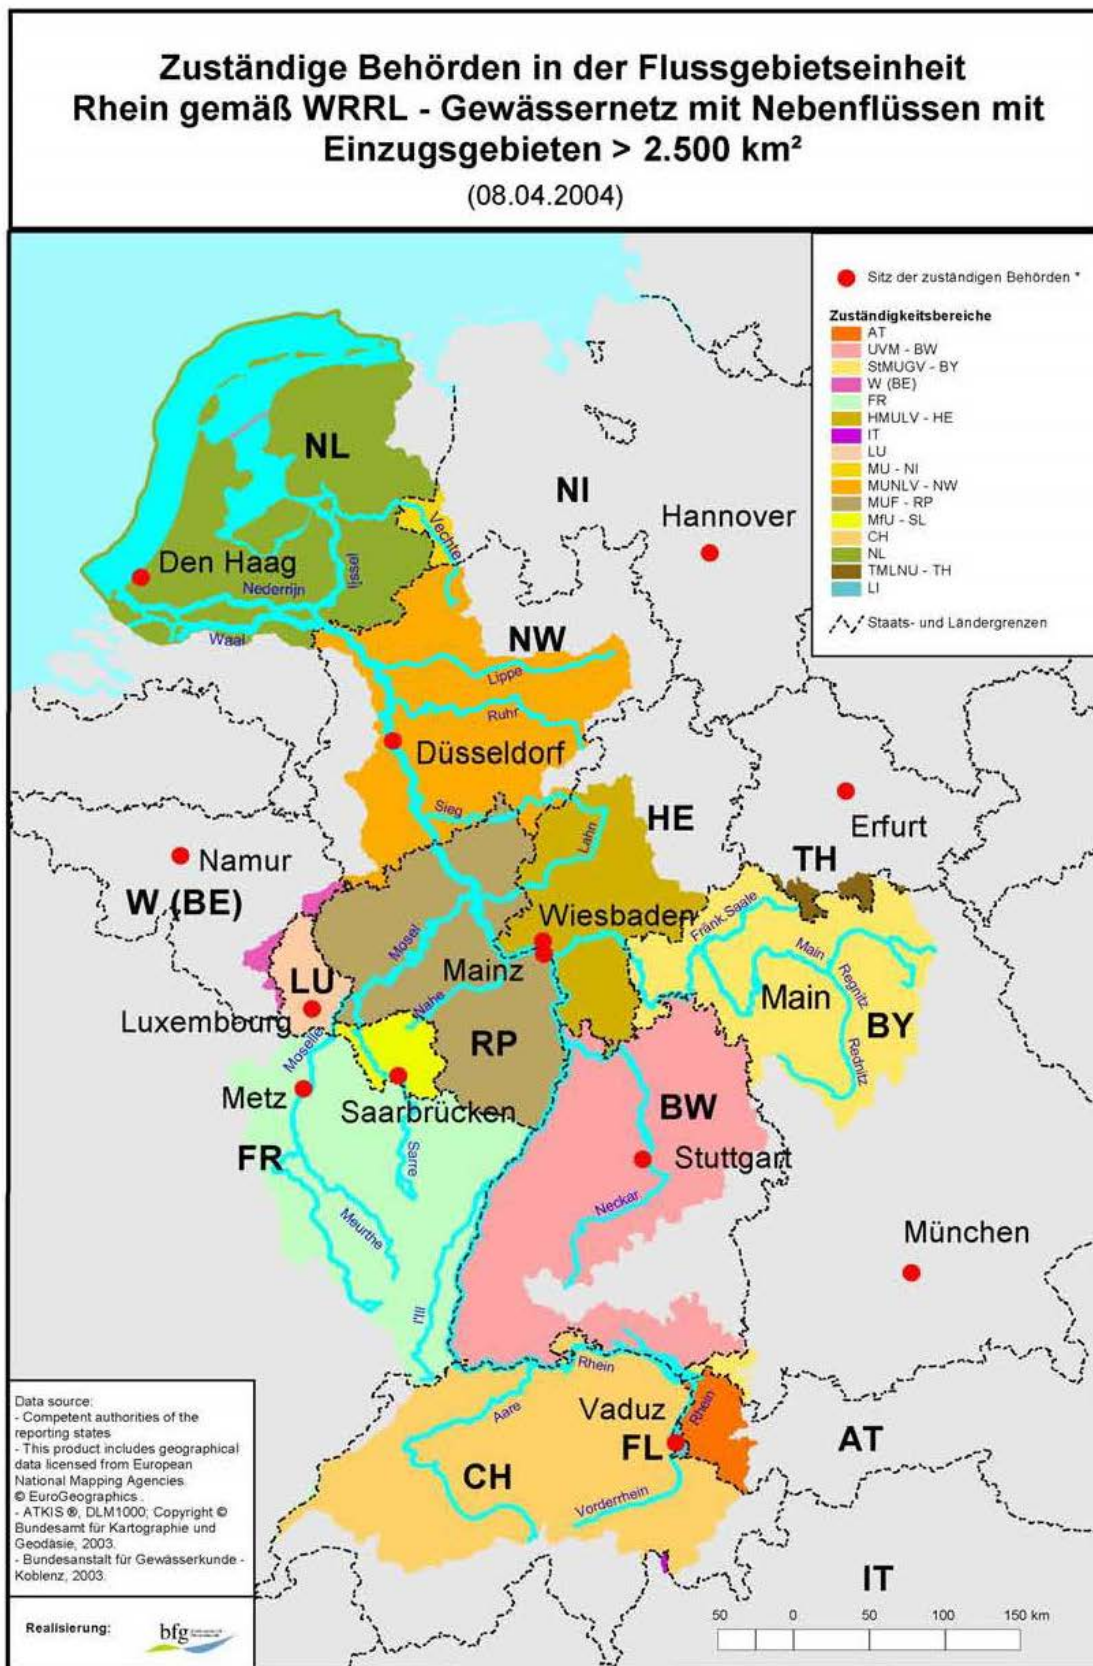 Zuständige Behörden in der Flussgebietseinheit
Rhein gemäß WRRL - Gewässernetz mit Nebenflüssen mit
Einzugsgebieten > 2.500 km²
(08.04.2004)
Sitz der zuständigen Behörden *
Zuständigkeitsbereiche
AT
UVM - BW
StMUGV - BY
W (BE)
FR
HMULV - HE
IT
LU
MU - NI
MUNLV - NW
MUF - RP
MfU - SL
CH
NL
TMLNU - TH
LI
Staats- und Ländergrenzen
NL
NI
Hannover
Vechte
Den Haag
Nederrijn
Ijssel
Waal
NW
Lippe
Ruhr
Düsseldorf
Sieg
Lahn
HE
Erfurt
TH
Namur
W (BE)
Wiesbaden
Fränk.Saale
Mosel
Mainz
Main
Regnitz
Main
BY
Rednitz
LU
Luxembourg
Nahe
RP
Moselle
Metz
Saarbrücken
BW
FR
Sarre
Stuttgart
Meurthe
Neckar
München
l'Ill
Rhein
Aare
Vaduz
Rhein
FL
AT
CH
Vorderrhein
IT
Data source:
- Competent authorities of the
reporting states
- This product includes geographical
data licensed from European
National Mapping Agencies.
© EuroGeographics .
- ATKIS ®, DLM1000; Copyright ©
Bundesamt für Kartographie und
Geodäsie, 2003.
- Bundesanstalt für Gewässerkunde -
Koblenz, 2003.
Realisierung:
bfg
50 0 50 100 150 km